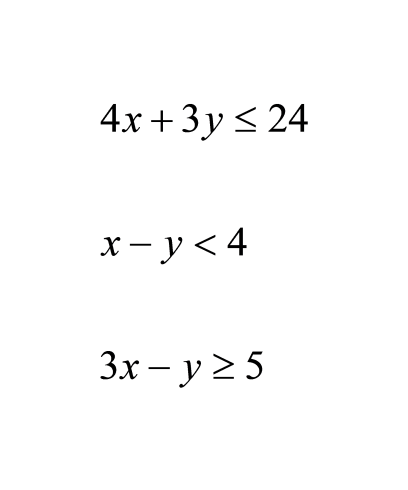 4x + 3y ≤ 24
x − y < 4
3x − y ≥ 5